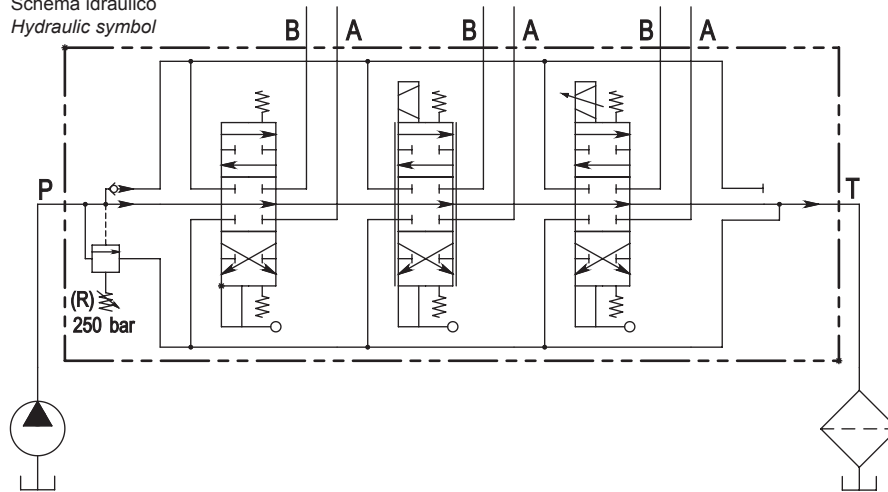 Schema idraulico
Hydraulic symbol
B A B A B A
P T
(R)
250 bar